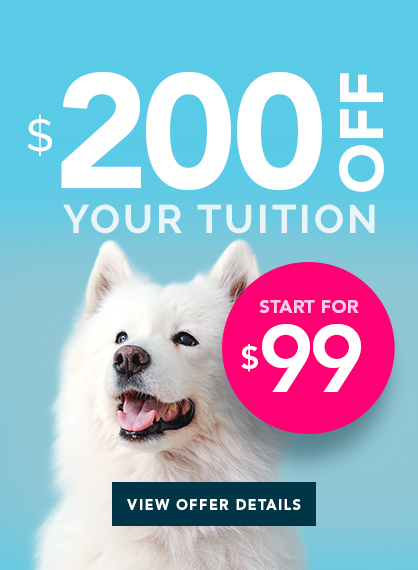 $200 OFF
YOUR TUITION
START FOR
$99
VIEW OFFER DETAILS